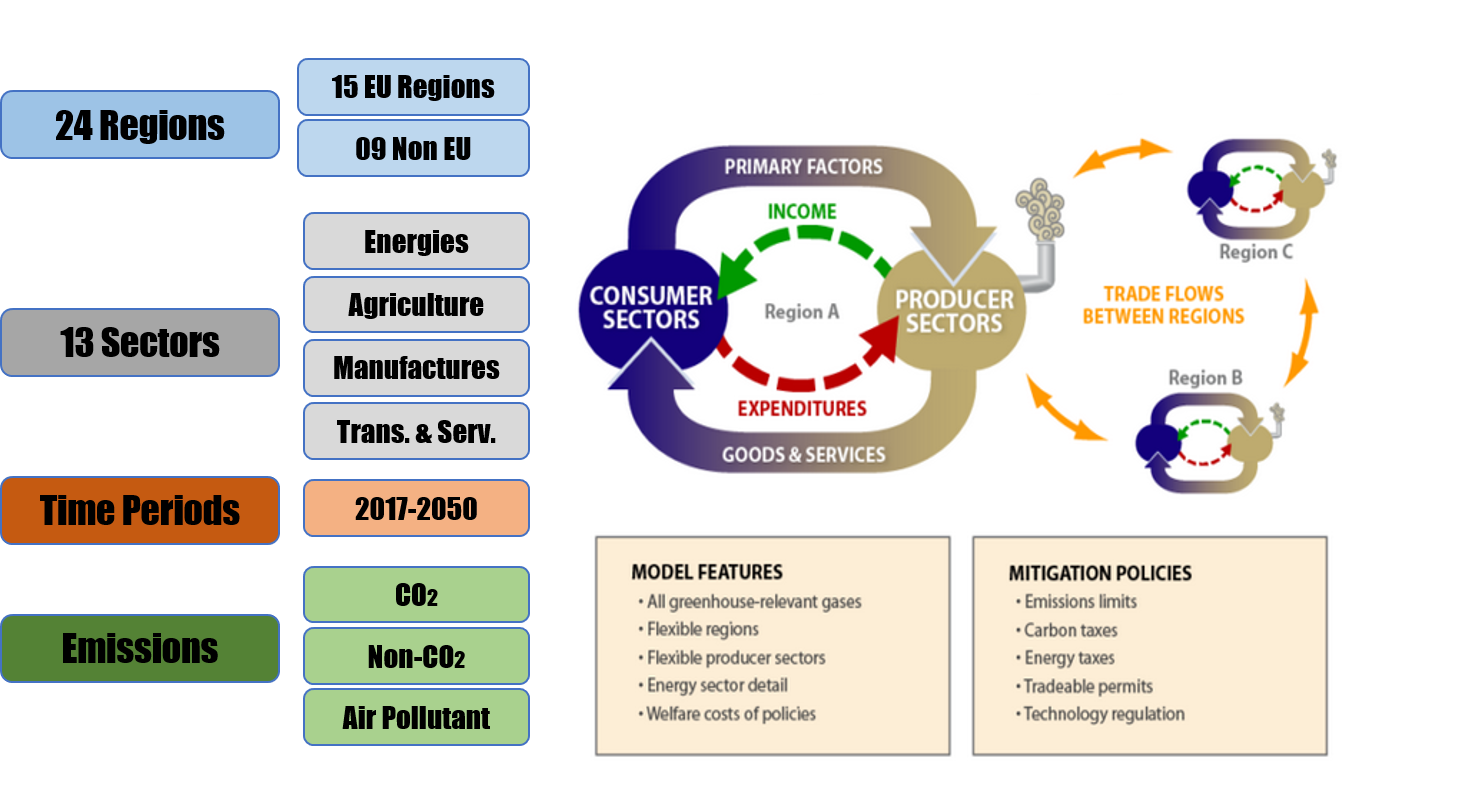 24 Regions
15 EU Regions
09 Non EU
13 Sectors
Energies
Agriculture
Manufactures
Trans. & Serv.
Time Periods
2017-2050
Emissions
CO₂
Non-CO₂
Air Pollutant
PRIMARY FACTORS
INCOME
CONSUMER
SECTORS
Region A
PRODUCER
SECTORS
EXPENDITURES
GOODS & SERVICES
Region C
TRADE FLOWS
BETWEEN REGIONS
Region B
MODEL FEATURES
• All greenhouse-relevant gases
• Flexible regions
• Flexible producer sectors
• Energy sector detail
• Welfare costs of policies
MITIGATION POLICIES
• Emissions limits
• Carbon taxes
• Energy taxes
• Tradeable permits
• Technology regulation